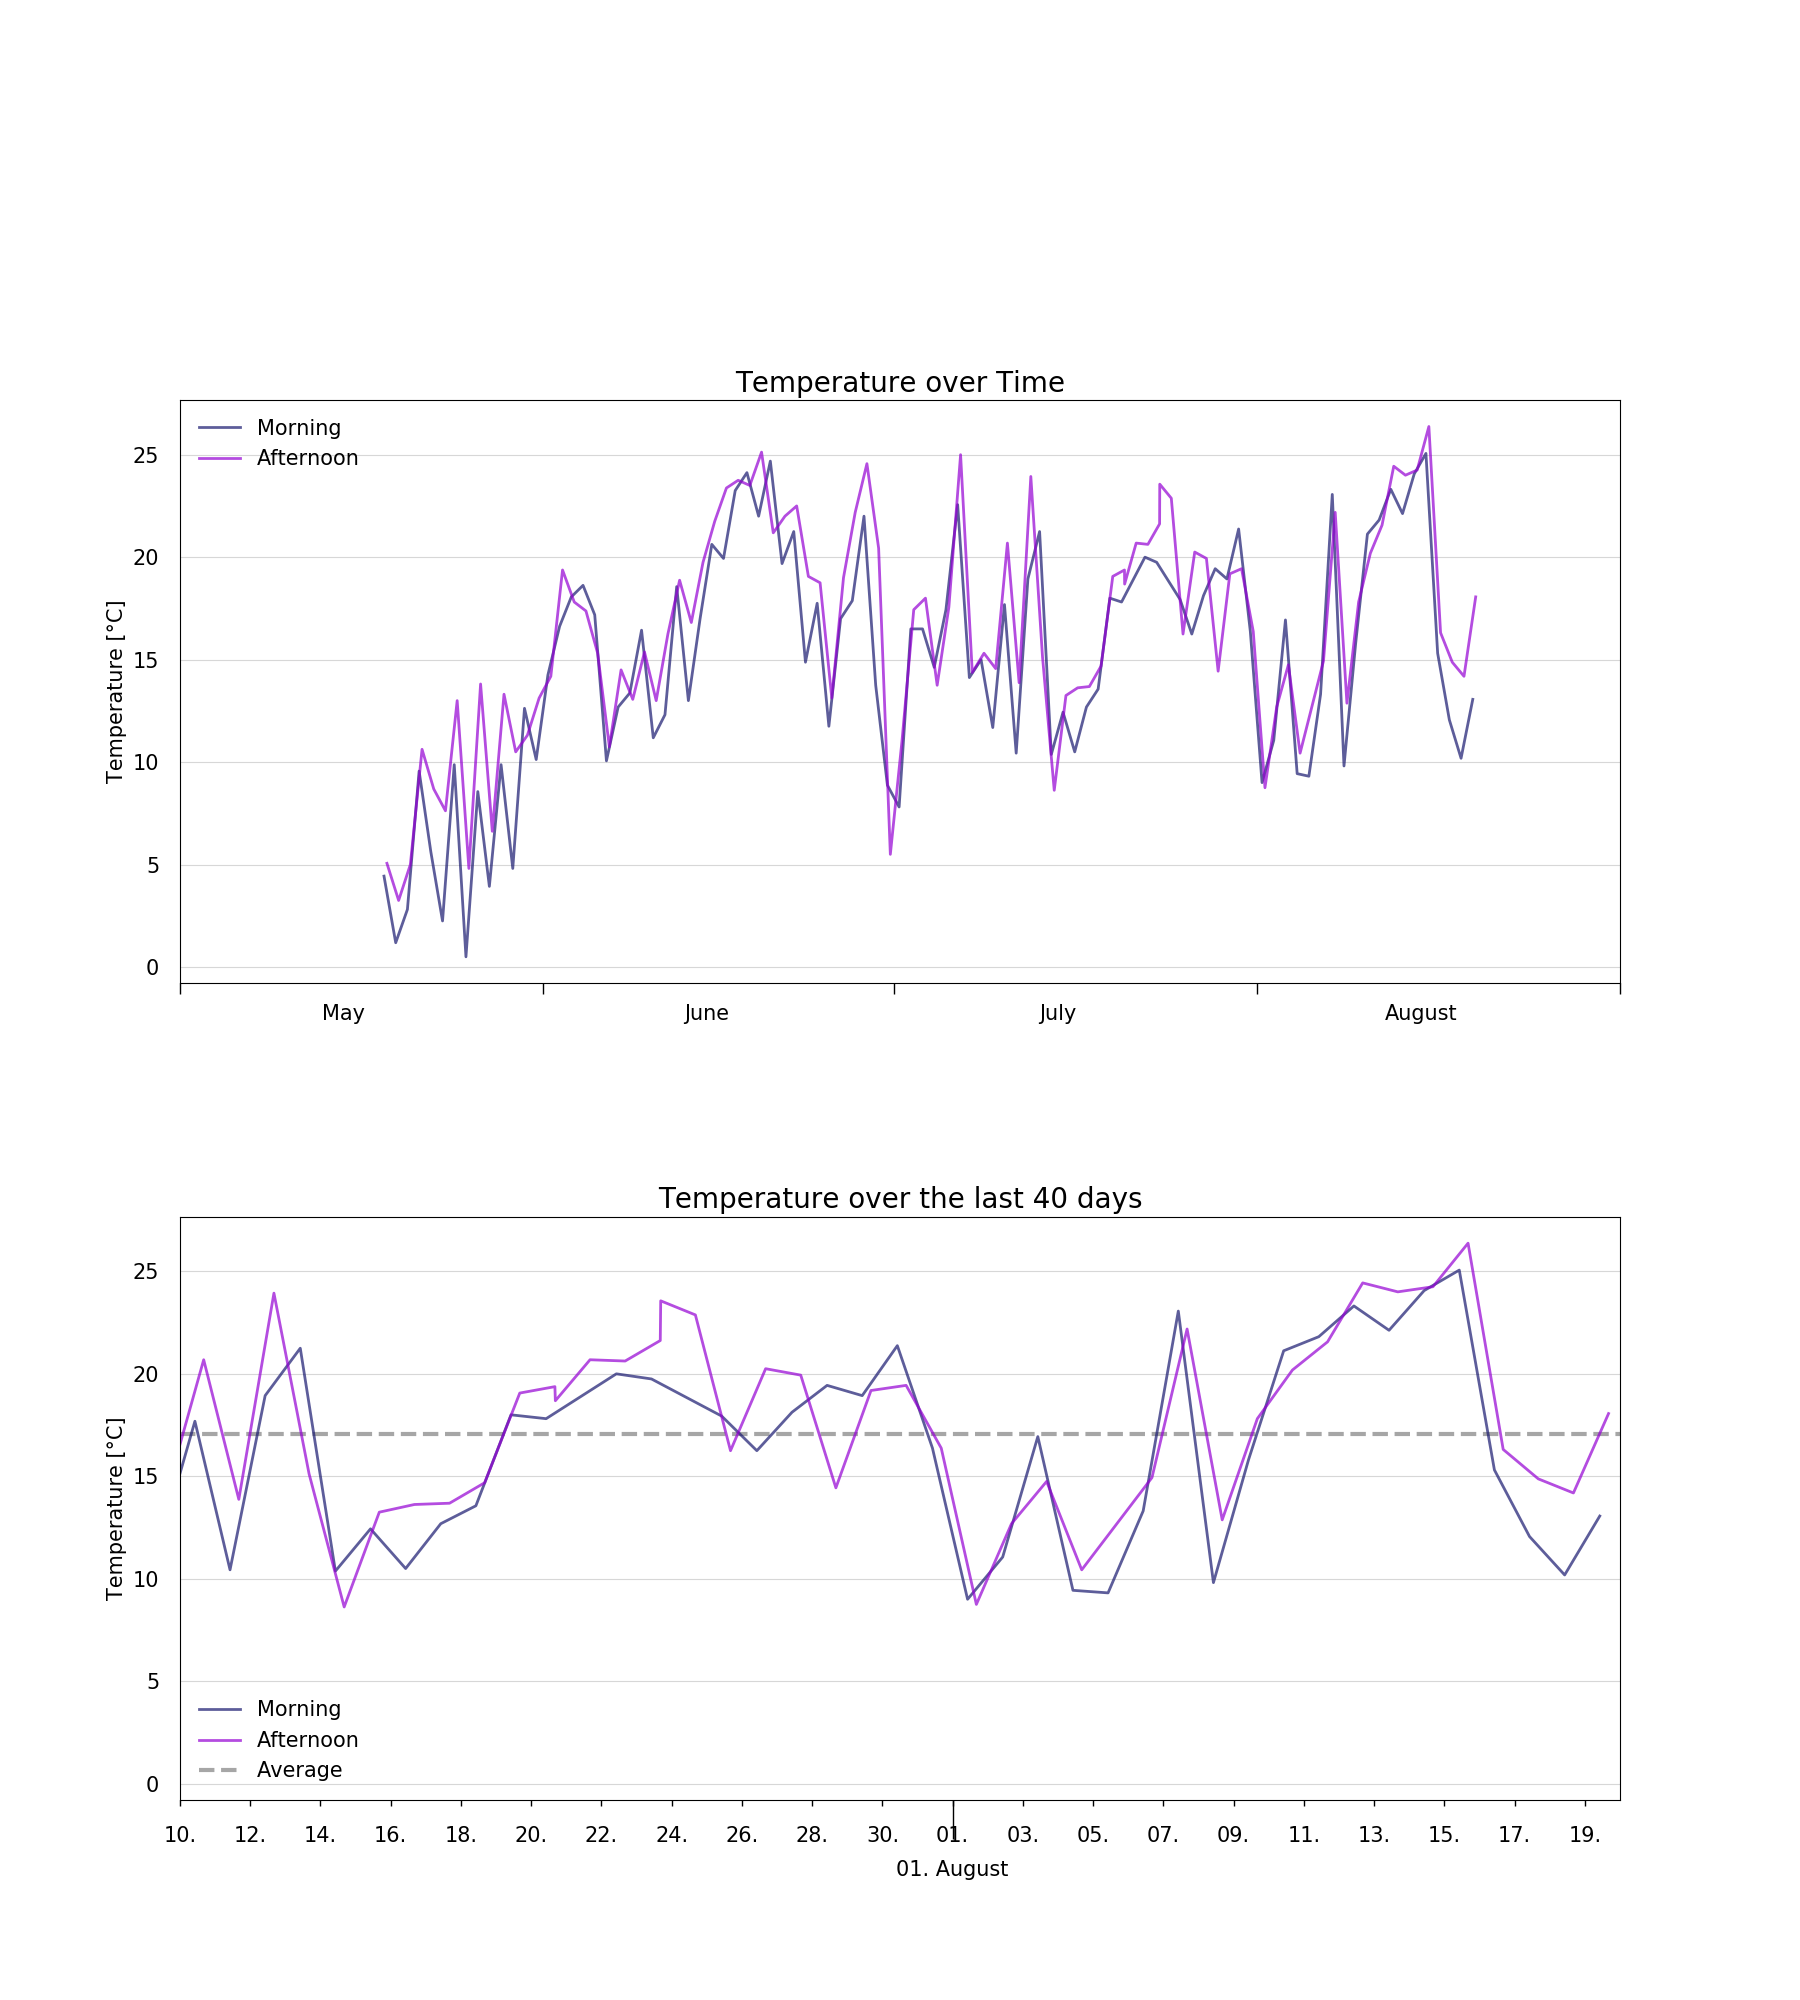 Temperature over Time
Morning
Afternoon
25
20
15
10
5
0
Temperature [°C]
May June July August
Temperature over the last 40 days
25
20
15
10
5
0
Temperature [°C]
Morning
Afternoon
Average
10. 12. 14. 16. 18. 20. 22. 24. 26. 28. 30. 01. 03. 05. 07. 09. 11. 13. 15. 17. 19.
01. August